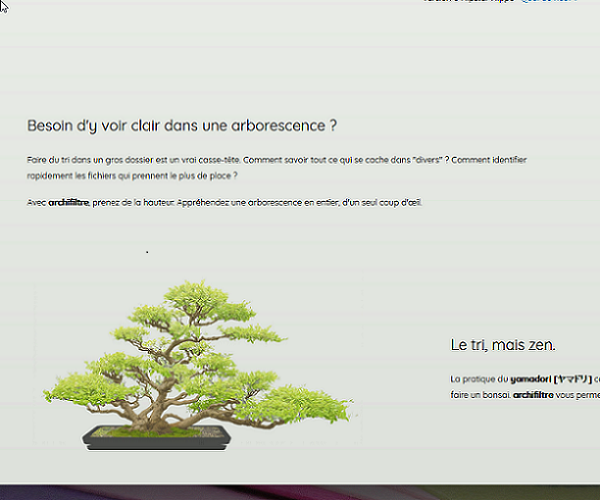 Besoin d'y voir clair dans une arborescence ?
Faire du tri dans un gros dossier est un vrai casse-tête. Comment savoir tout ce qui se cache dans "divers" ? Comment identifier
rapidement les fichiers qui prennent le plus de place ?
Avec archifiltre, prenez de la hauteur. Appréhendez une arborescence en entier, d'un seul coup d'œil.
Le tri, mais zen.
La pratique du yamadori [ヤマドリ] c
faire un bonsaï. archifiltre vous perme